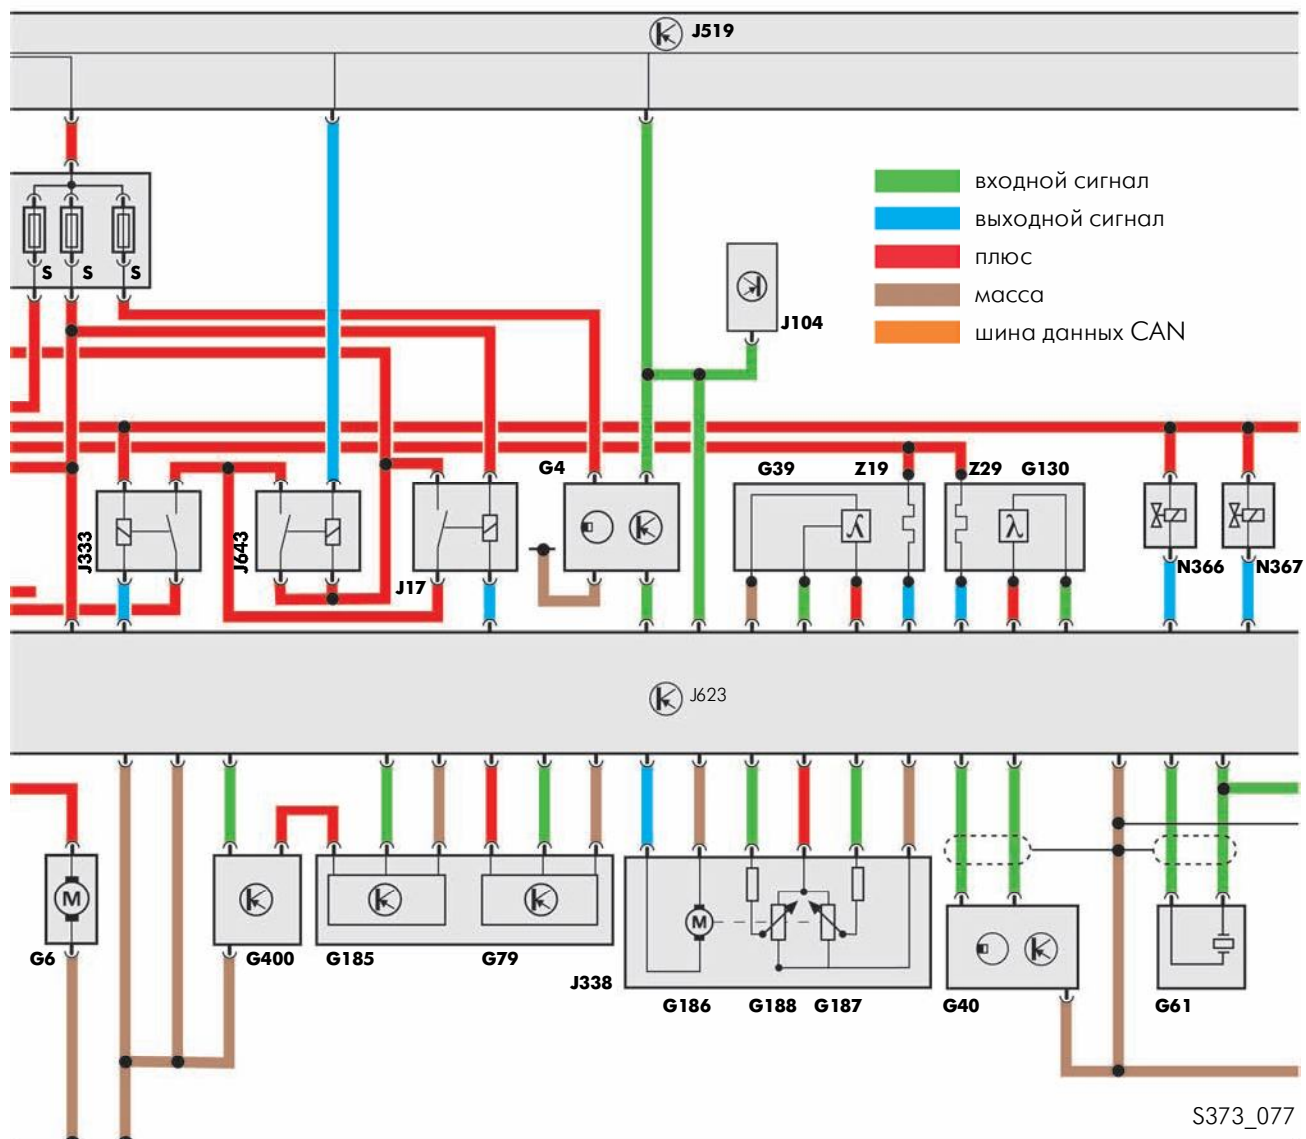 J519
входной сигнал
выходной сигнал
плюс
масса
шина данных CAN
S
S
S
J104
G4
G39
Z19
Z29
G130
J333
J643
J17
N366
N367
J623
M
M
G6
G400
G185
G79
J338
G186
G188
G187
G40
G61
λ
λ
S373_077